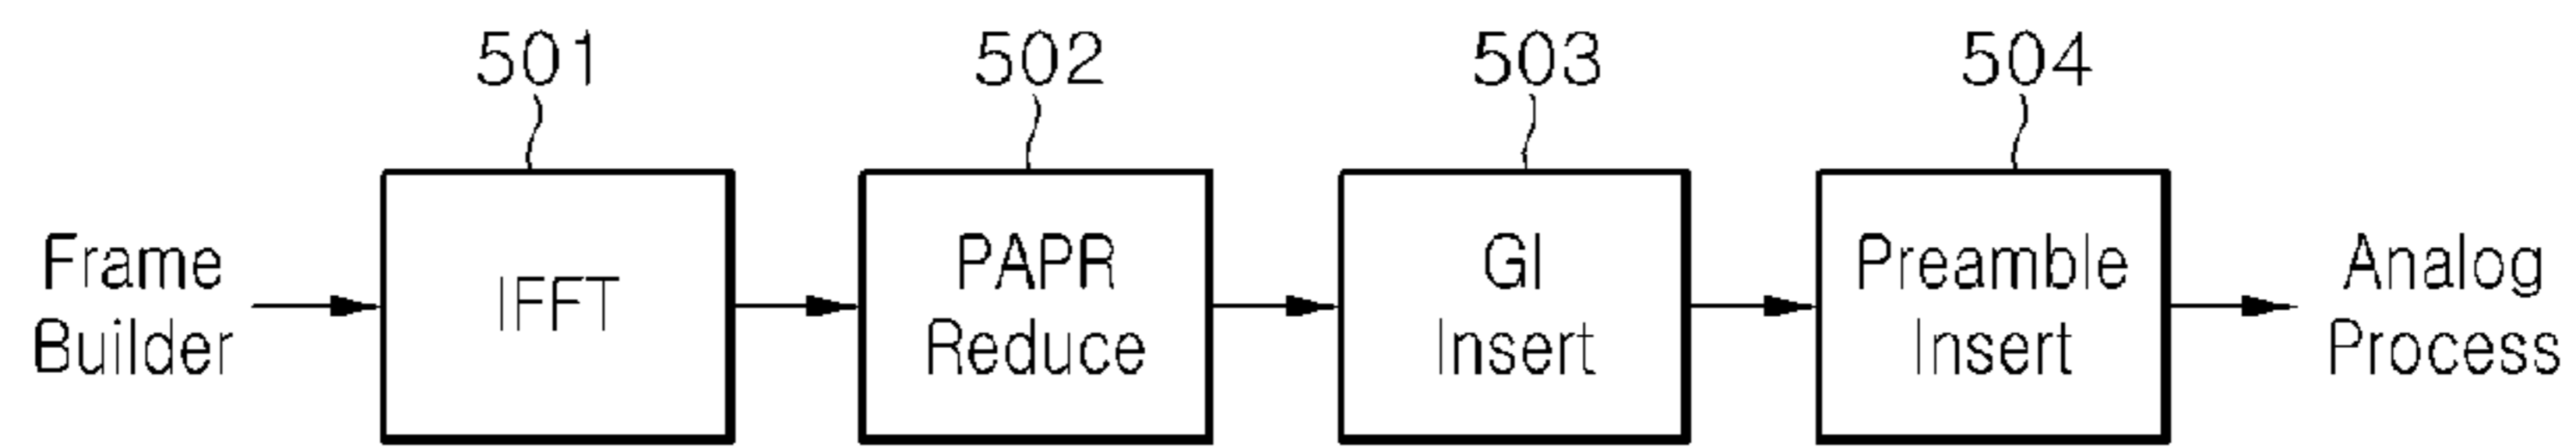 501
502
503
504
Frame
Builder
IFFT
PAPR
Reduce
GI
Insert
Preamble
Insert
Analog
Process